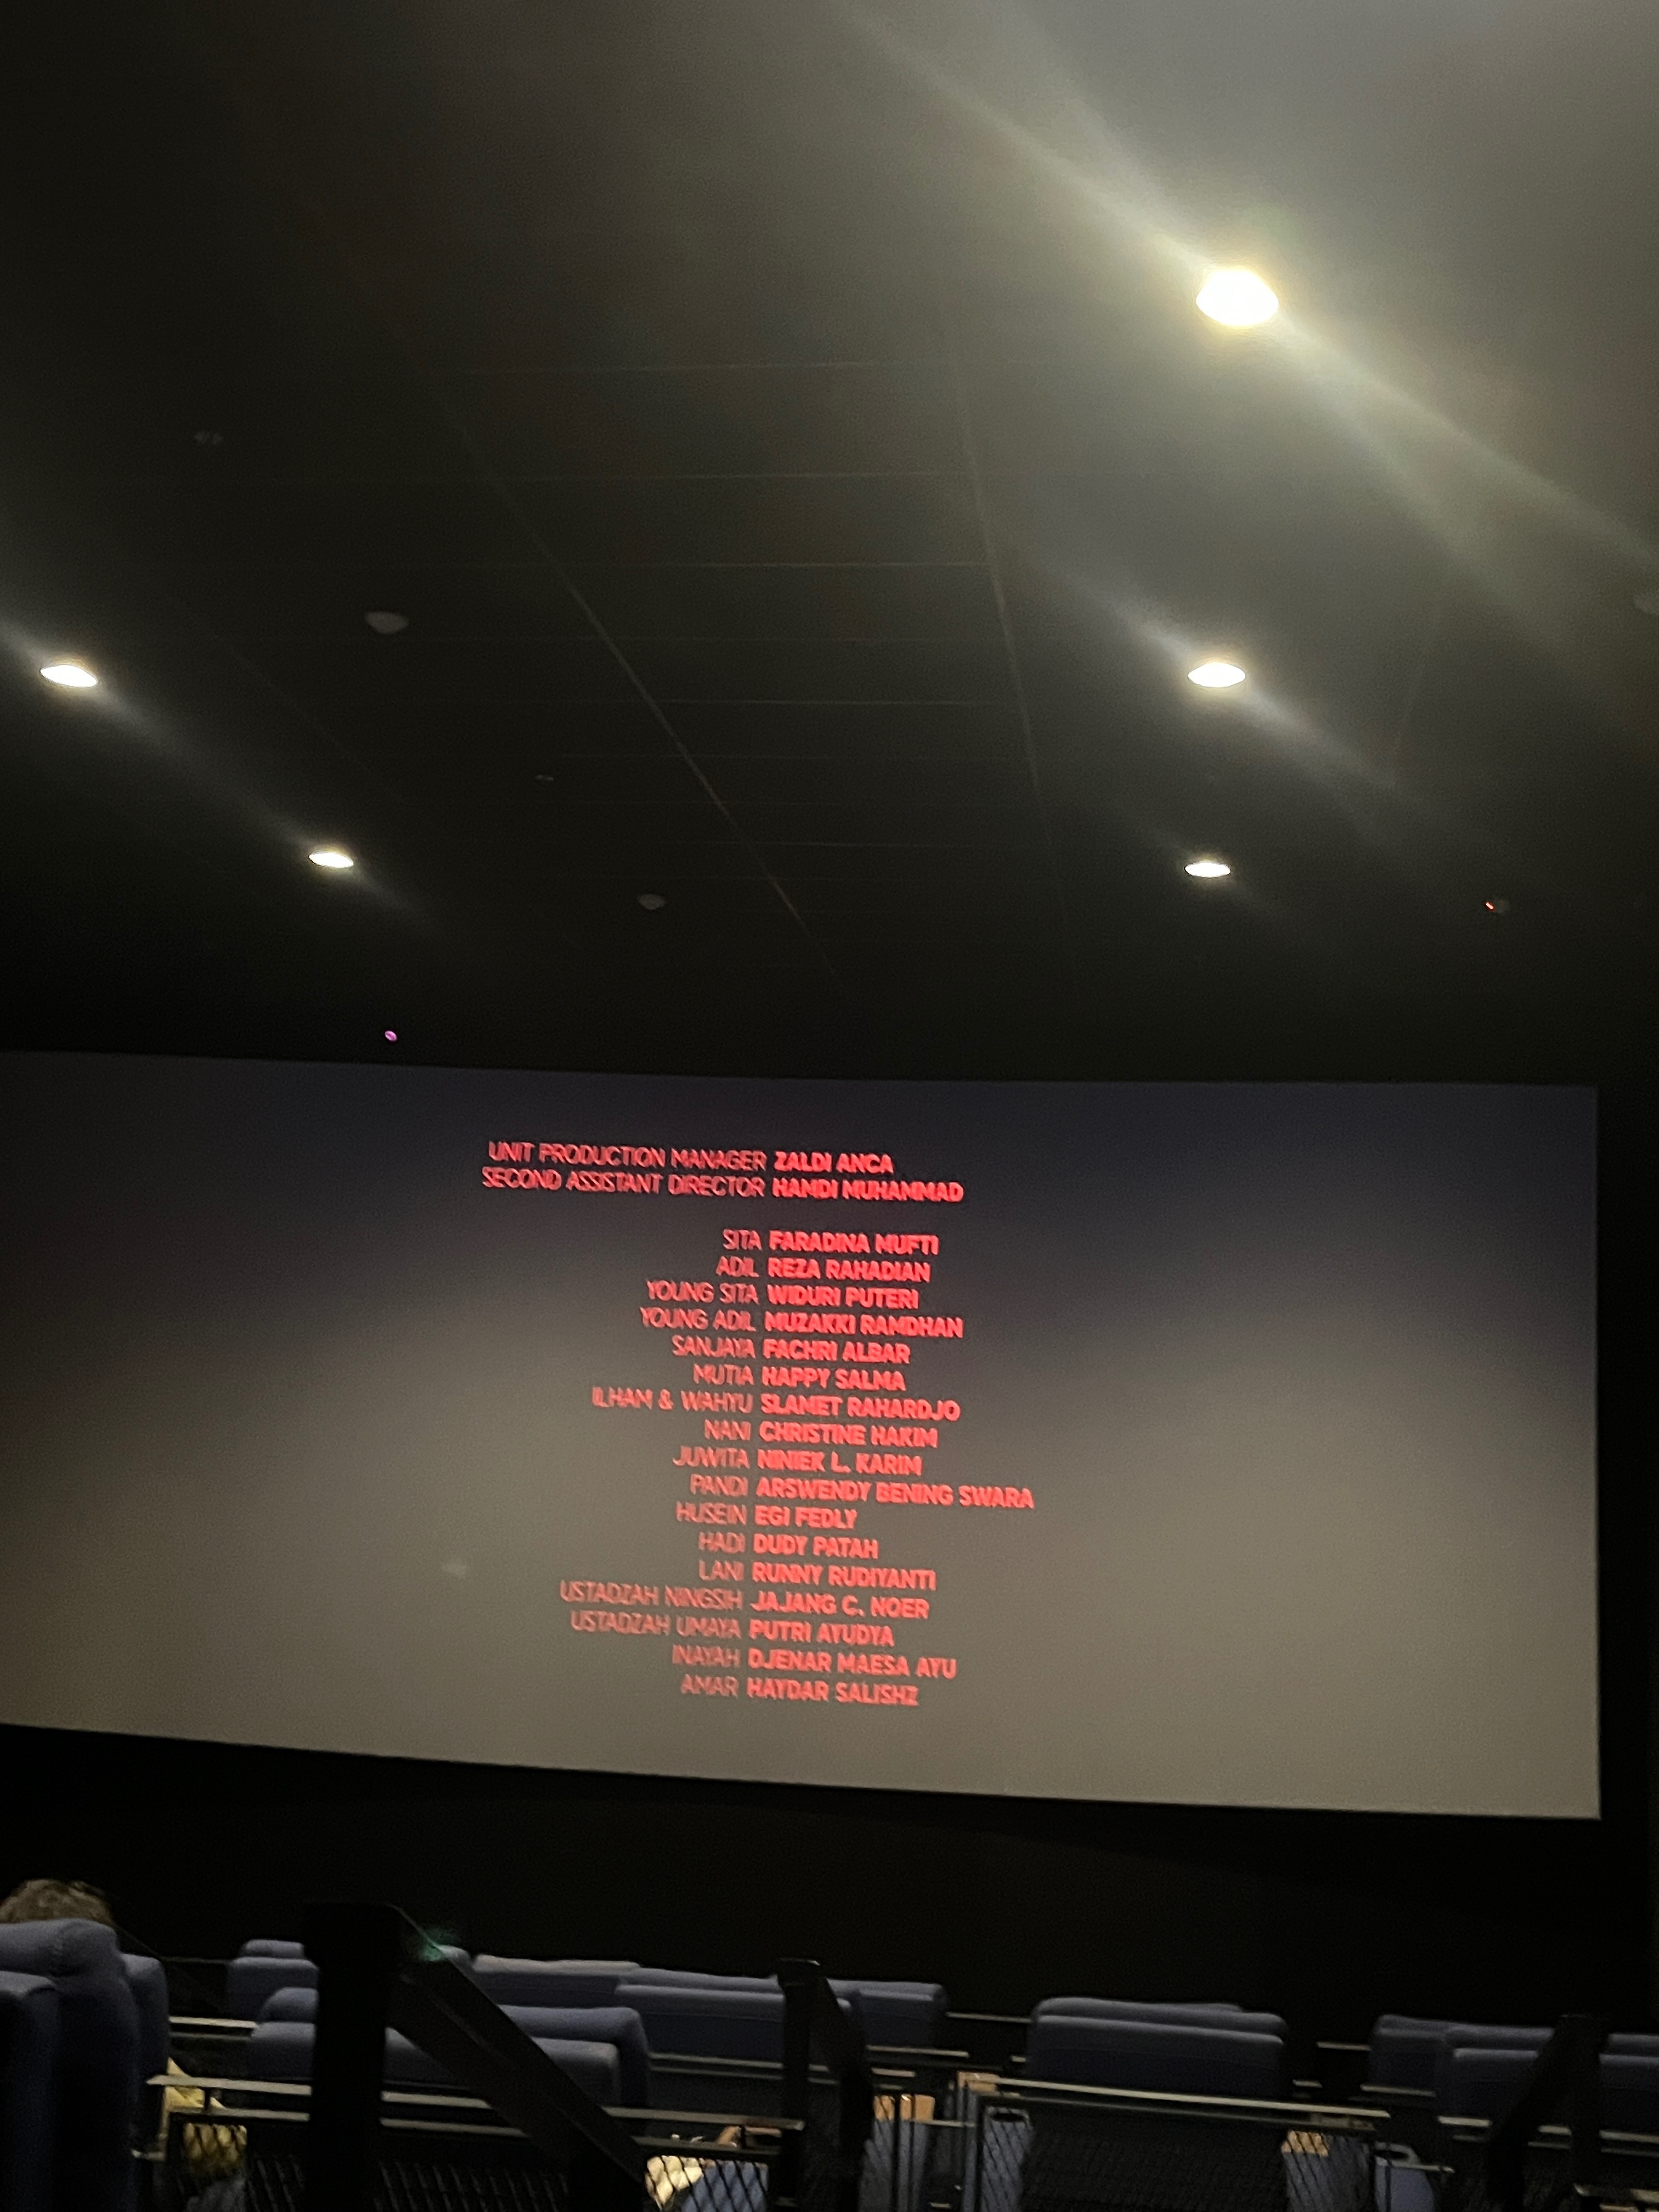 UNIT PRODUCTION MANAGER ZALDI ANCA
SECOND ASSISTANT DIRECTOR HAMDI MUHAMMAD
SITA FARADINA MUFTI
ADIL REZA RAHADIAN
YOUNG SITA WIDURI PUTERI
YOUNG ADIL MUZAKKI RAMDHAN
SANJAYA FACHRI ALBAR
MUTIA HAPPY SALMA
ILHAM & WAHYU SLAMET RAHARDJO
NANI CHRISTINE HAKIM
JUWITA NINIEK L. KARIM
PANDI ARSWENDY BENING SWARA
HUSEIN EGI FEDLY
HADI DUDY PATAH
LANI RUNNY RUDIYANTI
USTADZAH NINGSIH JAJANG C. NOER
USTADZAH UMAYA PUTRI AYUDYA
INAYAH DJENAR MAESA AYU
AMAR HAYDAR SALISHZ